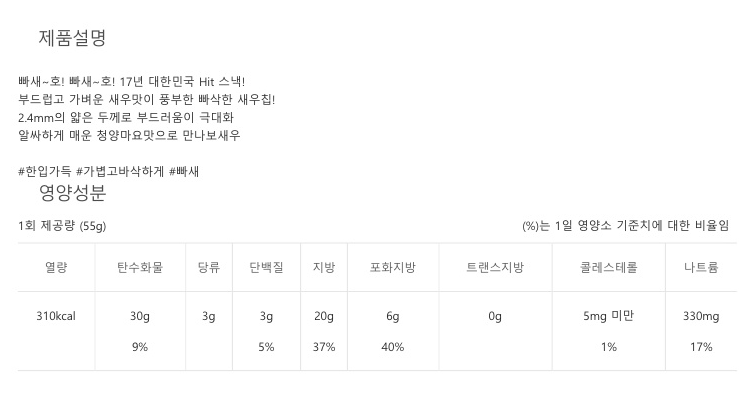 제품설명
빠새~호! 빠새~호! 17년 대한민국 Hit 스낵!
부드럽고 가벼운 새우맛이 풍부한 빠삭한 새우칩!
2.4mm의 얇은 두께로 부드러움이 극대화
알싸하게 매운 청양마요맛으로 만나보새우
#한입가득 #가볍고바삭하게 #빠새
영양성분
1회 제공량 (55g) (%)는 1일 영양소 기준치에 대한 비율임
열량 탄수화물 당류 단백질 지방 포화지방 트랜스지방 콜레스테롤 나트륨
310kcal 30g 3g 3g 20g 6g 0g 5mg 미만 330mg
9% 5% 37% 40% 1% 17%